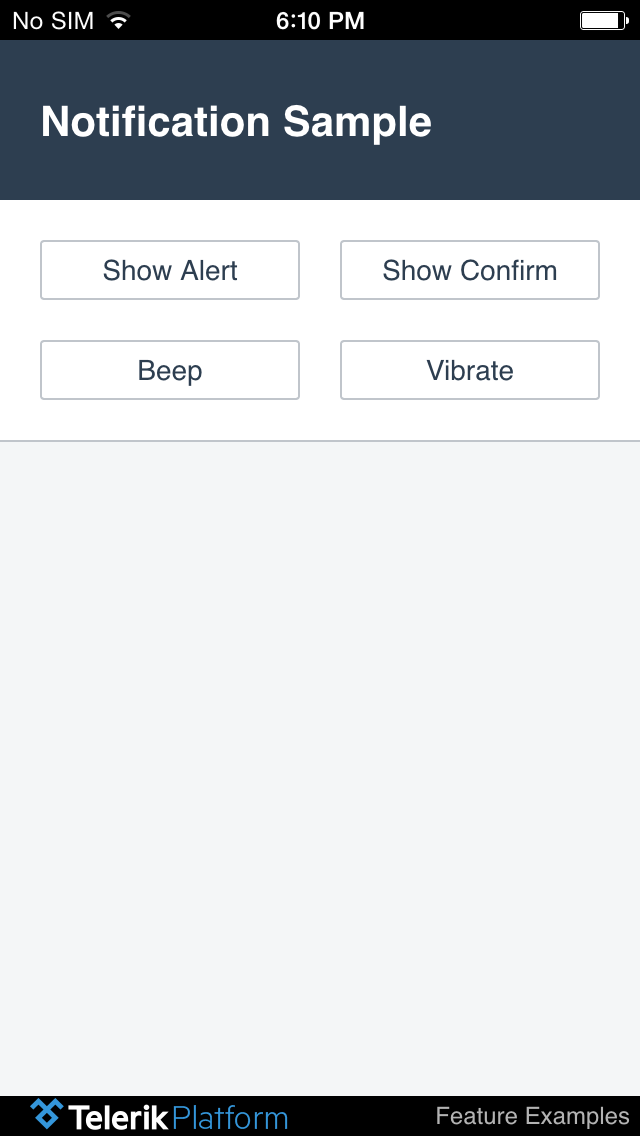 No SIM 6:10 PM
Notification Sample
Show Alert Show Confirm
Beep Vibrate
Telerik Platform Feature Examples